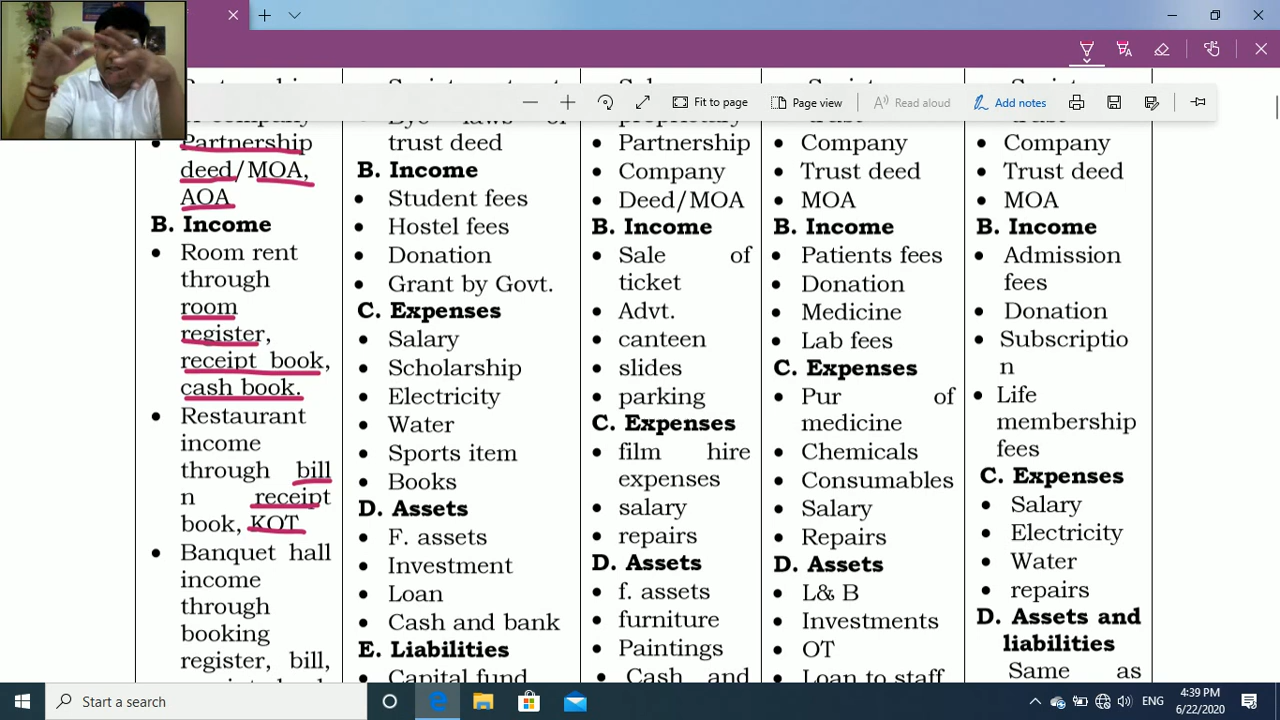 Fit to page
Page view
Read aloud
Add notes
Partnership
deed/MOA,
AOA
B. Income
Room rent
through
room
register,
receipt book,
cash book.
Restaurant
income
through bill
n receipt
book, KOT
Banquet hall
income
through
booking
register, bill,
trust deed
B. Income
Student fees
Hostel fees
Donation
Grant by Govt.
C. Expenses
Salary
Scholarship
Electricity
Water
Sports item
Books
D. Assets
F. assets
Investment
Loan
Cash and bank
E. Liabilities
Capital fund
Partnership
Company
Deed/MOA
B. Income
Sale of
ticket
Advt.
canteen
slides
parking
C. Expenses
film hire
expenses
salary
repairs
D. Assets
f. assets
furniture
Paintings
Cash and
Company
Trust deed
MOA
B. Income
Patients fees
Donation
Medicine
Lab fees
C. Expenses
Pur of
medicine
Chemicals
Consumables
Salary
Repairs
D. Assets
L& B
Investments
OT
Loan to staff
Company
Trust deed
MOA
B. Income
Admission
fees
Donation
Subscriptio
n
Life
membership
fees
C. Expenses
Salary
Electricity
Water
repairs
D. Assets and
liabilities
Same as
Start a search
ENG
4:39 PM
6/22/2020